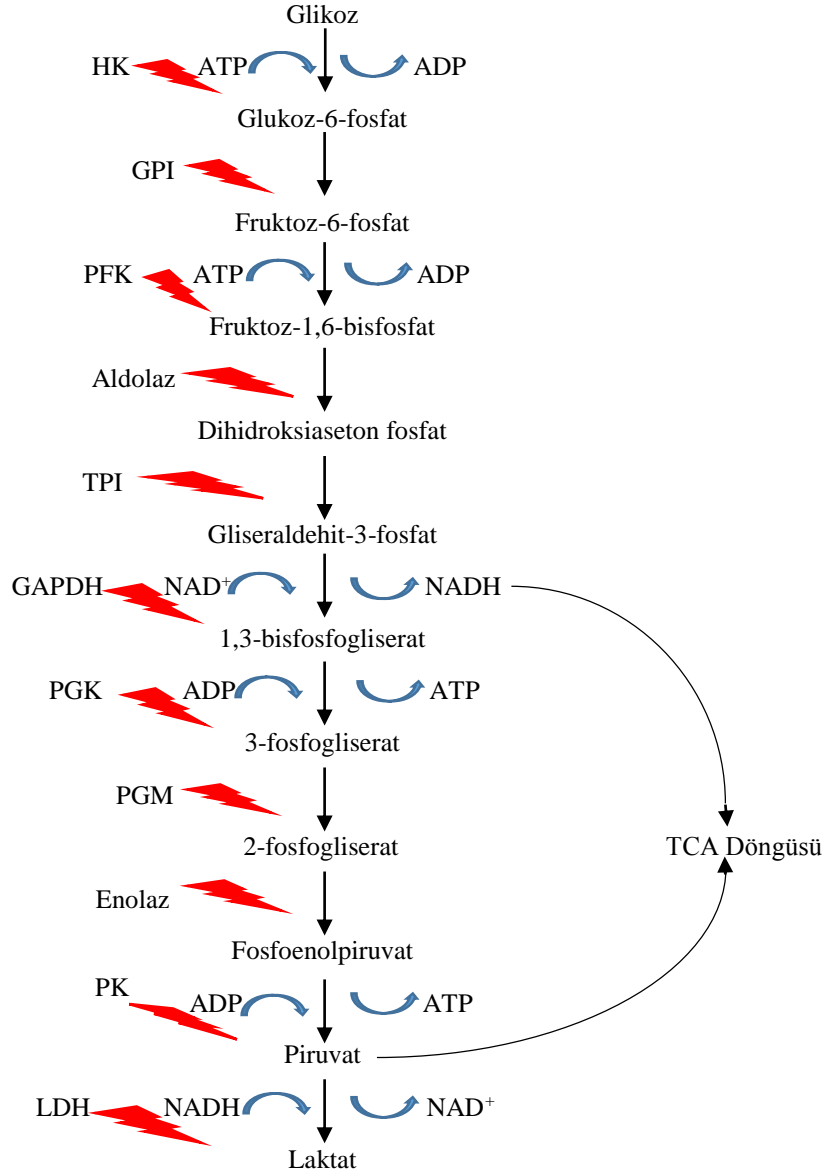 Glikoz
HK ATP ADP
Glukoz-6-fosfat
GPI
Fruktoz-6-fosfat
PFK ATP ADP
Fruktoz-1,6-bisfosfat
Aldolaz
Dihidroksiaseton fosfat
TPI
Gliseraldehit-3-fosfat
GAPDH NAD⁺ NADH
1,3-bisfosfogliserat
PGK ADP ATP
3-fosfogliserat
PGM
2-fosfogliserat TCA Döngüsü
Enolaz
Fosfoenolpiruvat
PK ADP ATP
Piruvat
LDH NADH NAD⁺
Laktat